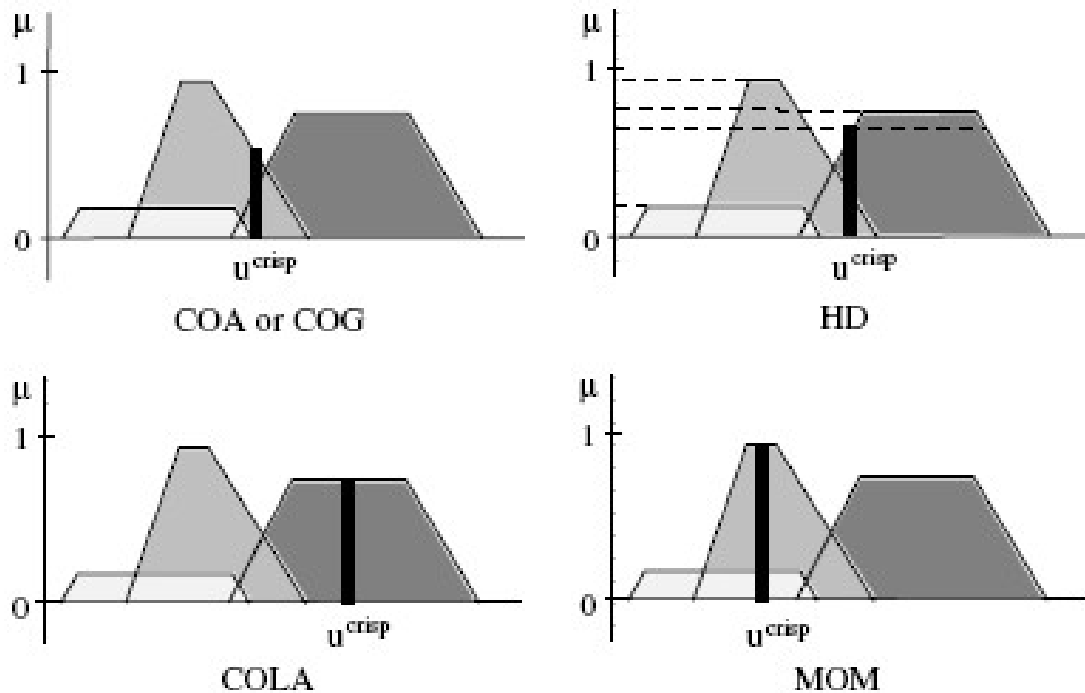 μ
1
0
u^crisp
COA or COG
μ
1
0
u^crisp
HD
μ
1
0
u^crisp
COLA
μ
1
0
u^crisp
MOM